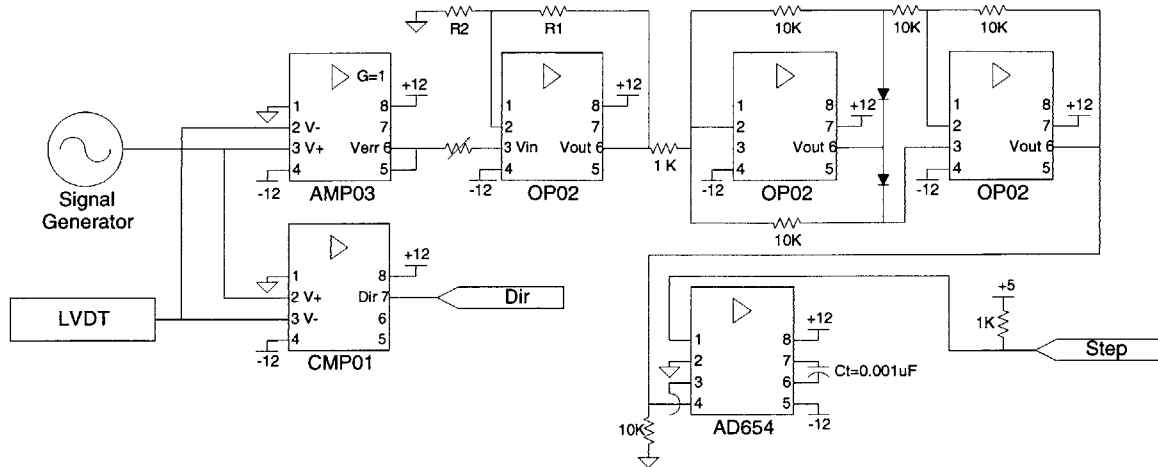 R2
R1
10K
10K
10K
G=1
+12
1
8
2 V-
7
3 V+
Verr 6
4
5
-12
AMP03
+12
1
8
2
7
3 Vin
Vout 6
4
5
-12
OP02
1 K
1
8
+12
2
7
3
Vout 6
4
5
-12
OP02
10K
1
8
+12
2
7
3
Vout 6
4
5
-12
OP02
Signal
Generator
1
8
+12
2 V+
Dir 7
3 V-
6
4
5
-12
CMP01
Dir
LVDT
1
8
+12
2
7
3
6
4
5
-12
Ct=0.001uF
AD654
10K
+5
1K
Step